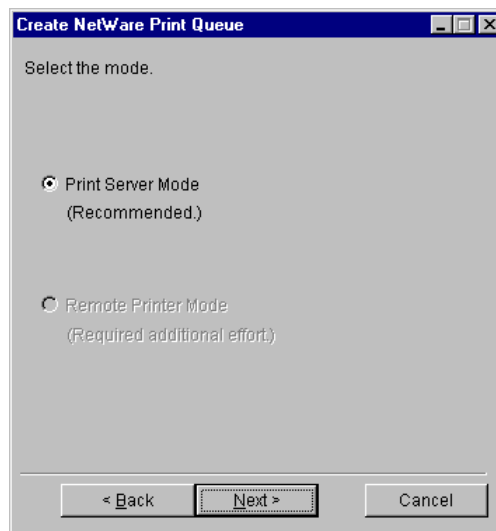 Create NetWare Print Queue
Select the mode.
Print Server Mode
(Recommended.)
Remote Printer Mode
(Required additional effort.)
< Back
Next >
Cancel